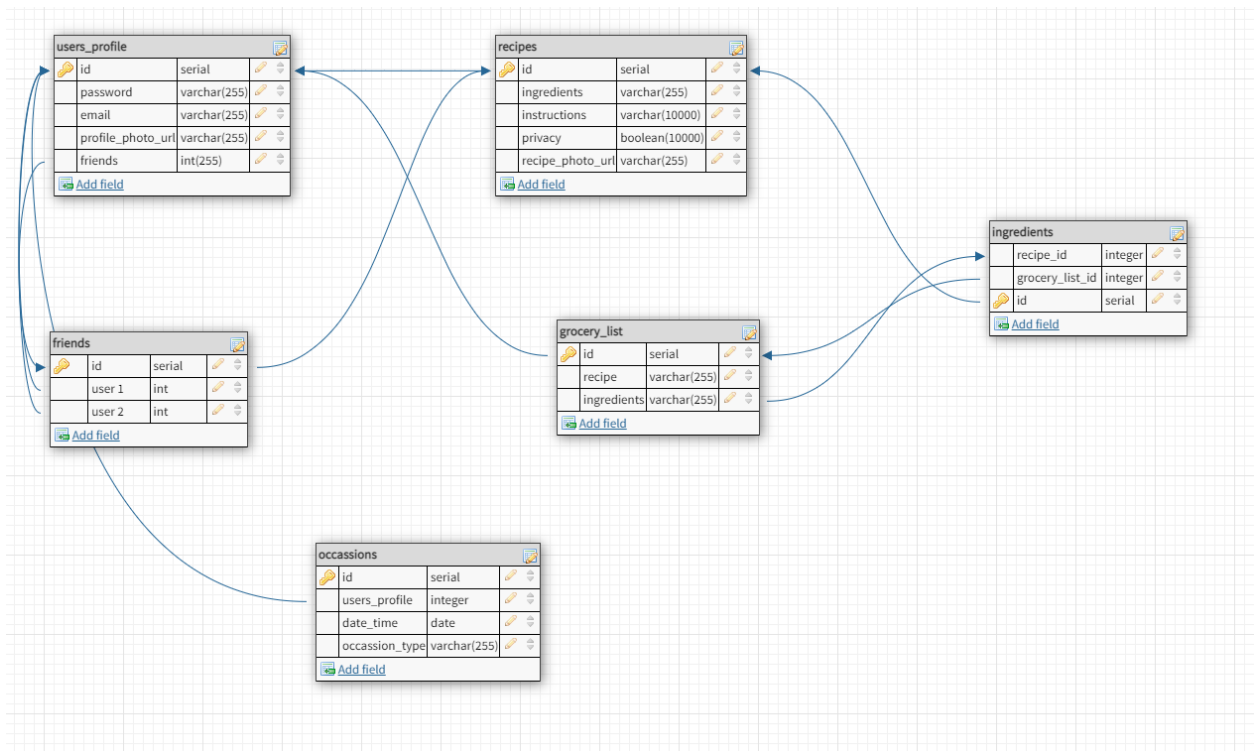 users_profile
id serial
password varchar(255)
email varchar(255)
profile_photo_url varchar(255)
friends int(255)
Add field
recipes
id serial
ingredients varchar(255)
instructions varchar(10000)
privacy boolean(10000)
recipe_photo_url varchar(255)
Add field
ingredients
recipe_id integer
grocery_list_id integer
id serial
Add field
friends
id serial
user 1 int
user 2 int
Add field
grocery_list
id serial
recipe varchar(255)
ingredients varchar(255)
Add field
occassions
id serial
users_profile integer
date_time date
occassion_type varchar(255)
Add field